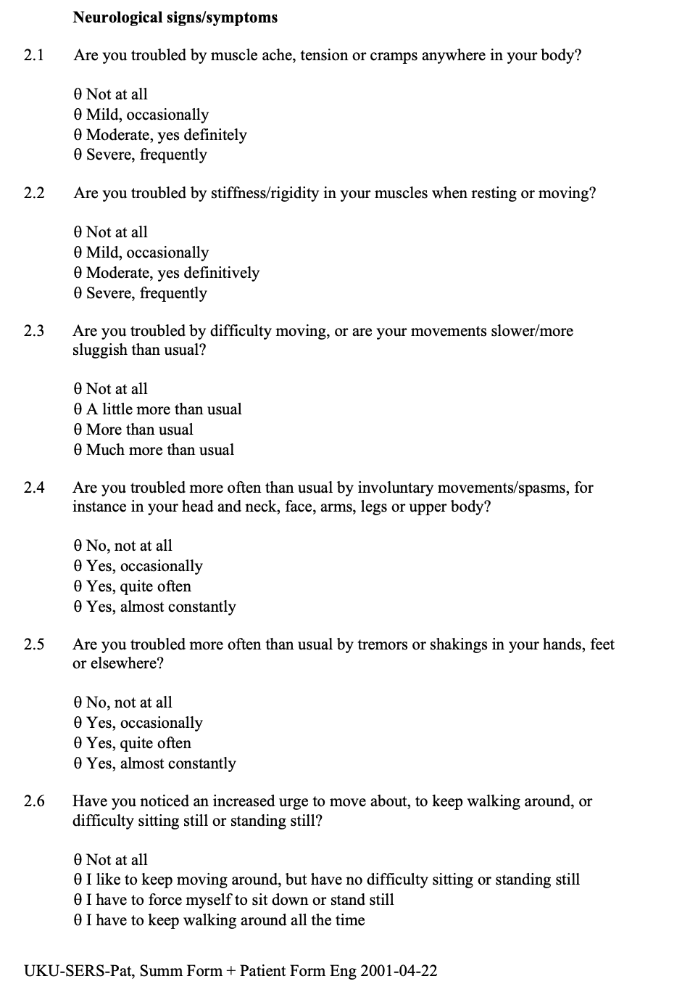 Neurological signs/symptoms
2.1 Are you troubled by muscle ache, tension or cramps anywhere in your body?
θ Not at all
θ Mild, occasionally
θ Moderate, yes definitely
θ Severe, frequently
2.2 Are you troubled by stiffness/rigidity in your muscles when resting or moving?
θ Not at all
θ Mild, occasionally
θ Moderate, yes definitively
θ Severe, frequently
2.3 Are you troubled by difficulty moving, or are your movements slower/more
sluggish than usual?
θ Not at all
θ A little more than usual
θ More than usual
θ Much more than usual
2.4 Are you troubled more often than usual by involuntary movements/spasms, for
instance in your head and neck, face, arms, legs or upper body?
θ No, not at all
θ Yes, occasionally
θ Yes, quite often
θ Yes, almost constantly
2.5 Are you troubled more often than usual by tremors or shakings in your hands, feet
or elsewhere?
θ No, not at all
θ Yes, occasionally
θ Yes, quite often
θ Yes, almost constantly
2.6 Have you noticed an increased urge to move about, to keep walking around, or
difficulty sitting still or standing still?
θ Not at all
θ I like to keep moving around, but have no difficulty sitting or standing still
θ I have to force myself to sit down or stand still
θ I have to keep walking around all the time
UKU-SERS-Pat, Summ Form + Patient Form Eng 2001-04-22